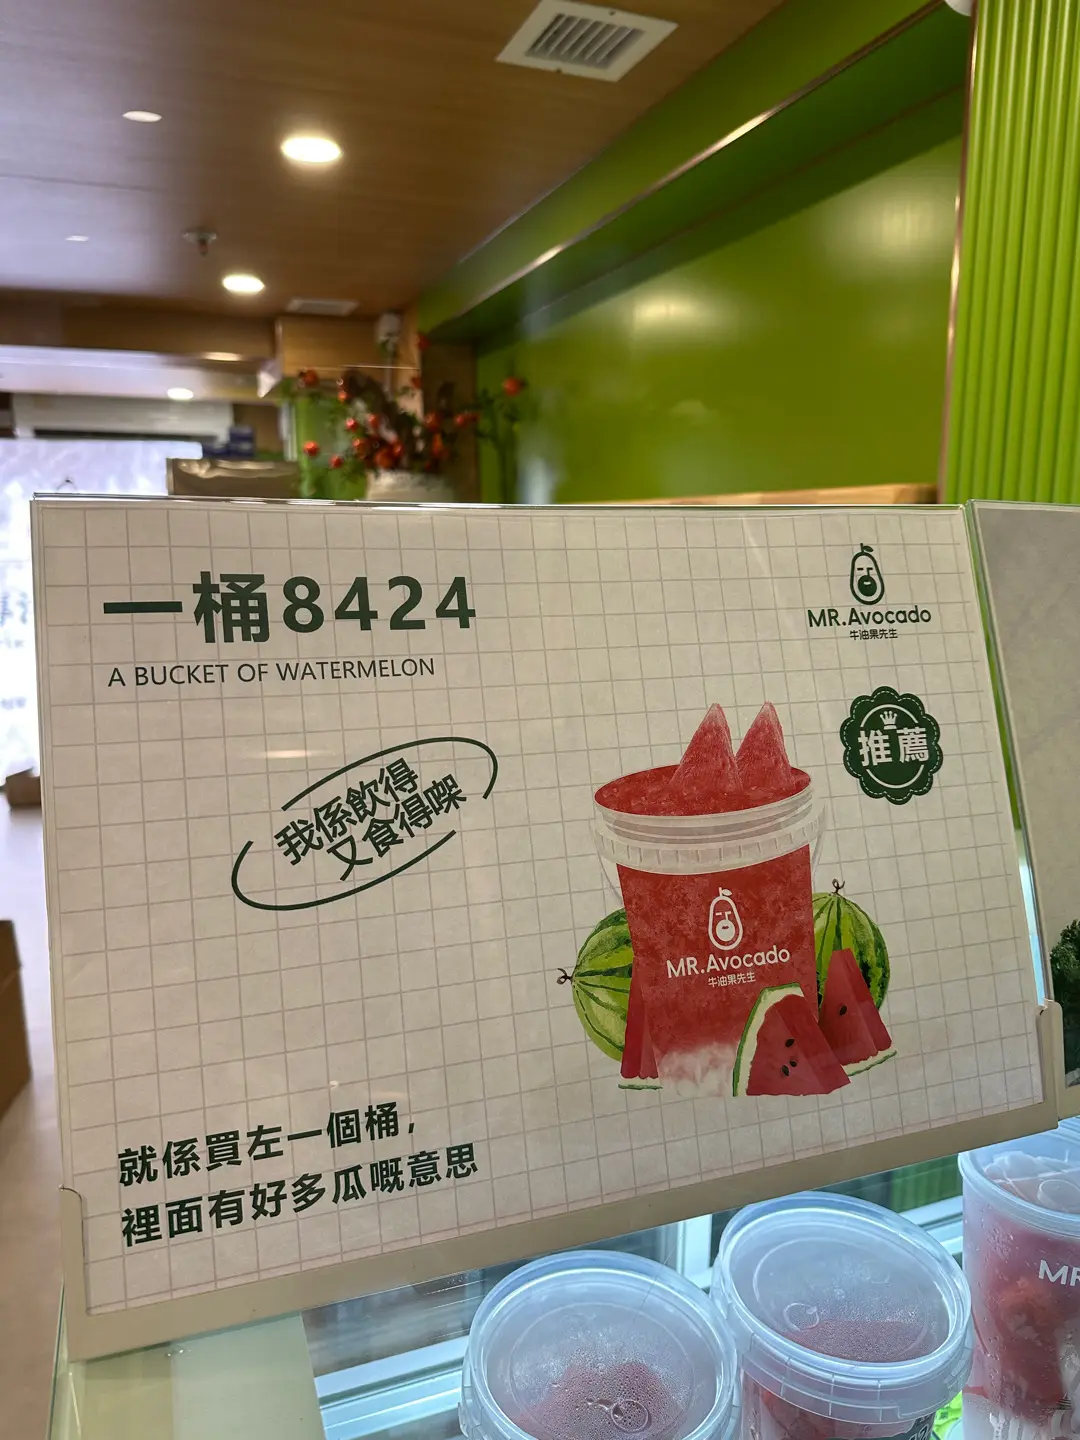 一桶8424
A BUCKET OF WATERMELON
MR.Avocado
牛油果先生
推薦
我係飲得
又食得㗎
MR.Avocado
牛油果先生
就係買左一個桶，
裡面有好多瓜嘅意思
MR